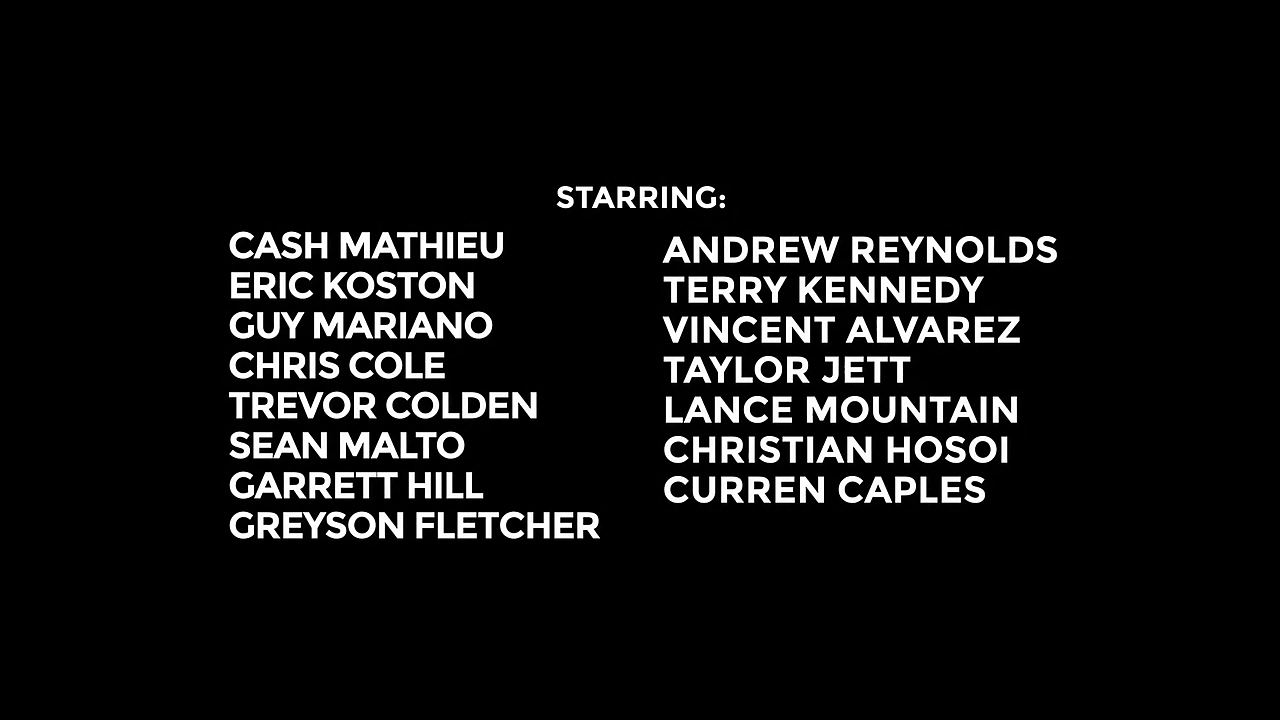 STARRING:
CASH MATHIEU
ERIC KOSTON
GUY MARIANO
CHRIS COLE
TREVOR COLDEN
SEAN MALTO
GARRETT HILL
GREYSON FLETCHER
ANDREW REYNOLDS
TERRY KENNEDY
VINCENT ALVAREZ
TAYLOR JETT
LANCE MOUNTAIN
CHRISTIAN HOSOI
CURREN CAPLES